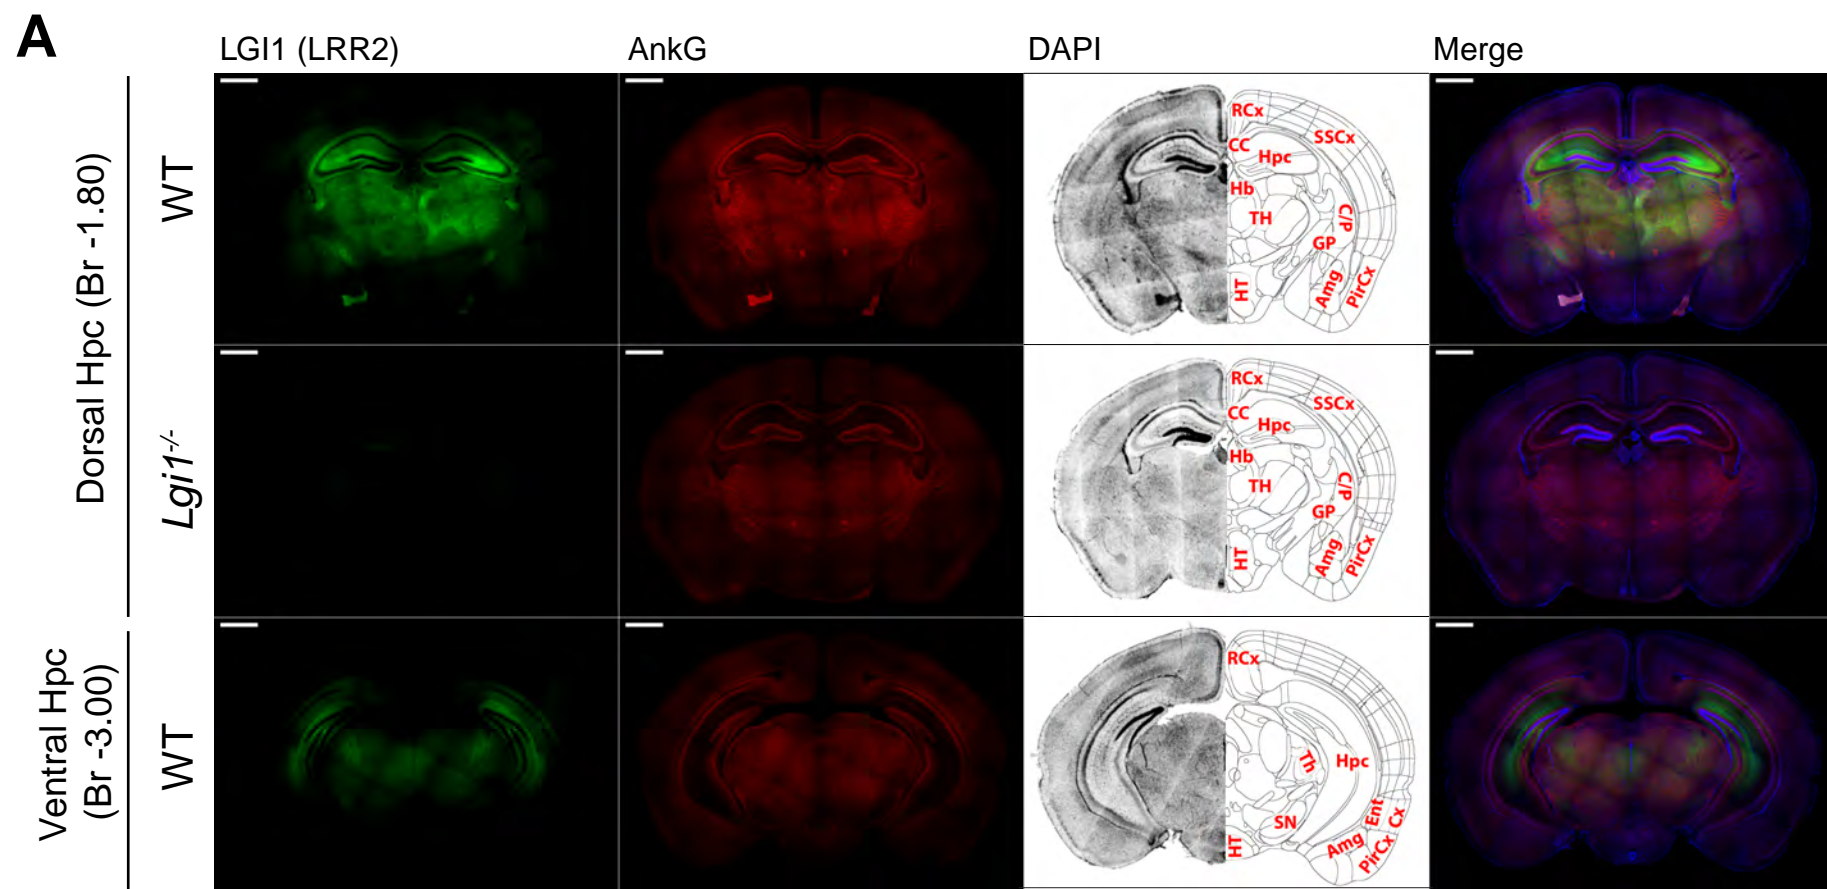 A
LGI1 (LRR2)
AnkG
DAPI
Merge
Dorsal Hpc (Br -1.80)
WT
RCx
SSCx
CC
Hpc
Hb
TH
C/P
GP
HT
Amg
PirCx
Lgi1-/-
RCx
SSCx
CC
Hpc
Hb
TH
C/P
GP
HT
Amg
PirCx
Ventral Hpc
(Br -3.00)
WT
RCx
Th
Hpc
Ent
Cx
SN
HT
Amg
PirCx